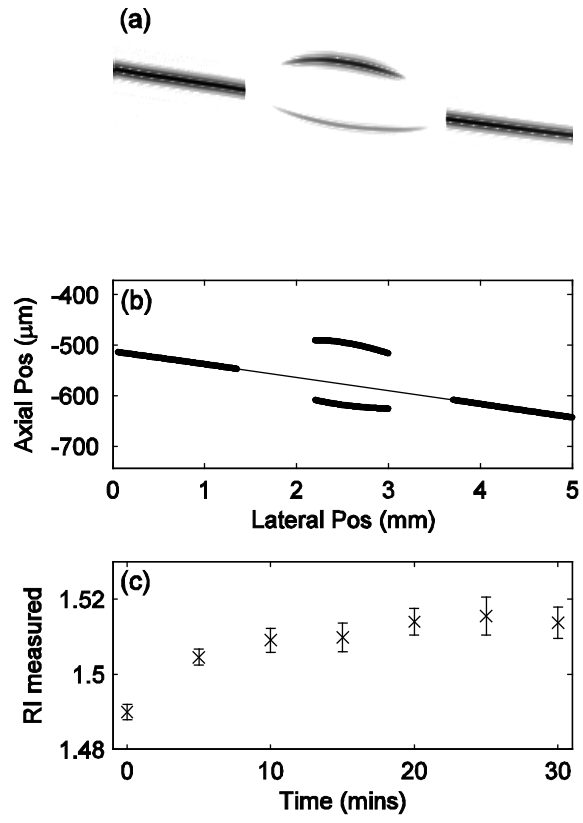 (a)
(b)
-400
-500
-600
-700
Axial Pos (μm)
0 1 2 3 4 5
Lateral Pos (mm)
(c)
1.52
1.5
1.48
RI measured
0 10 20 30
Time (mins)